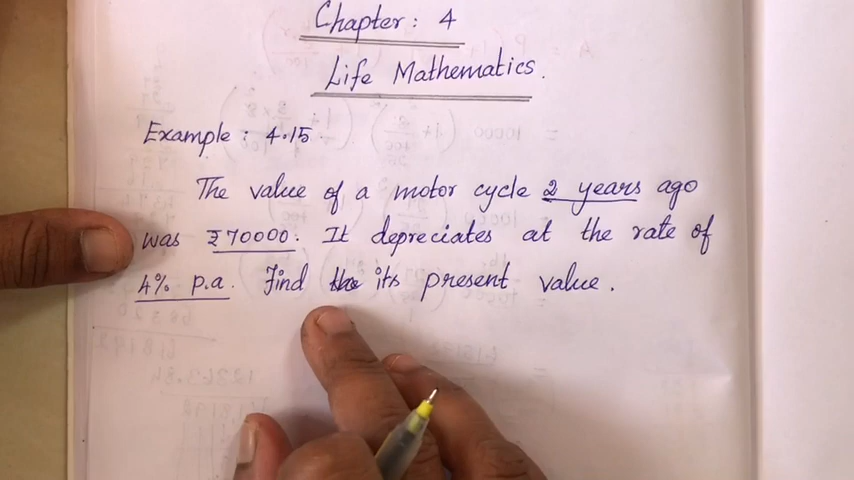 Chapter: 4
Life Mathematics.
Example: 4.15
The value of a motor cycle 2 years ago
was ₹70000. It depreciates at the rate of
4% p.a. Find its present value.